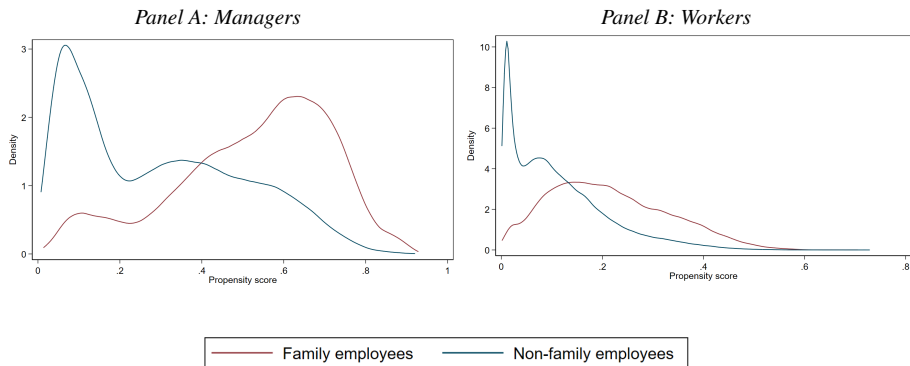 Panel A: Managers
3
2
1
0
Density
0
.2
.4
.6
.8
1
Propensity score
Panel B: Workers
10
8
6
4
2
0
Density
0
.2
.4
.6
.8
Propensity score
Family employees
Non-family employees